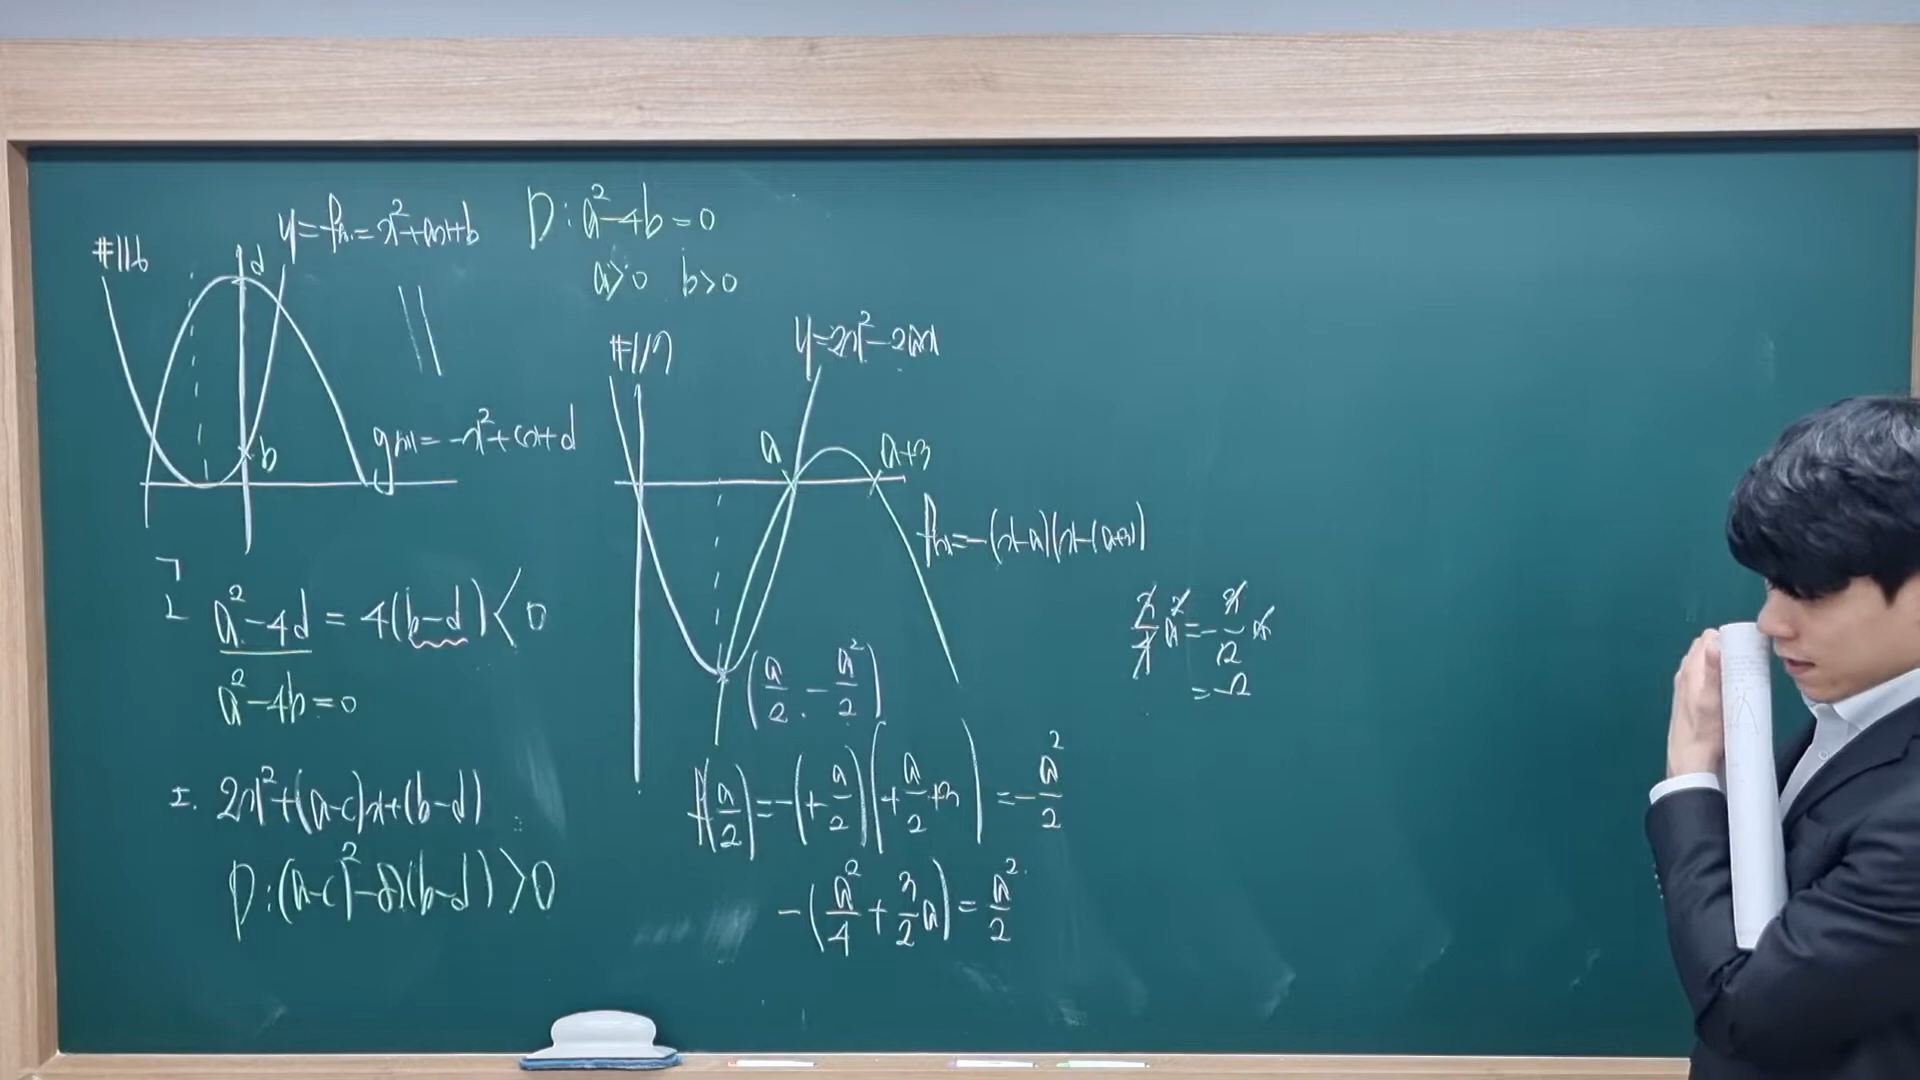 #116
y=f(x)=x²+ax+b
D:a²-4b=0
a>0 b>0
d
b
g(x)=-x²+cx+d
ㄱ
ㄴ a²-4d=4(b-d)<0
a²-4b=0
ㄷ. 2x²+(a-c)x+(b-d)
D:(a-c)²-8(b-d)>0
#117
y=2x²-2ax
a
a+3
f(x)=-(x-a)(x-(a+3))
(a/2, -a²/2)
f(a/2)=-(+a/2)(+a/2+3)=-a²/2
-(a²/4+3/2a)=a²/2
=-2